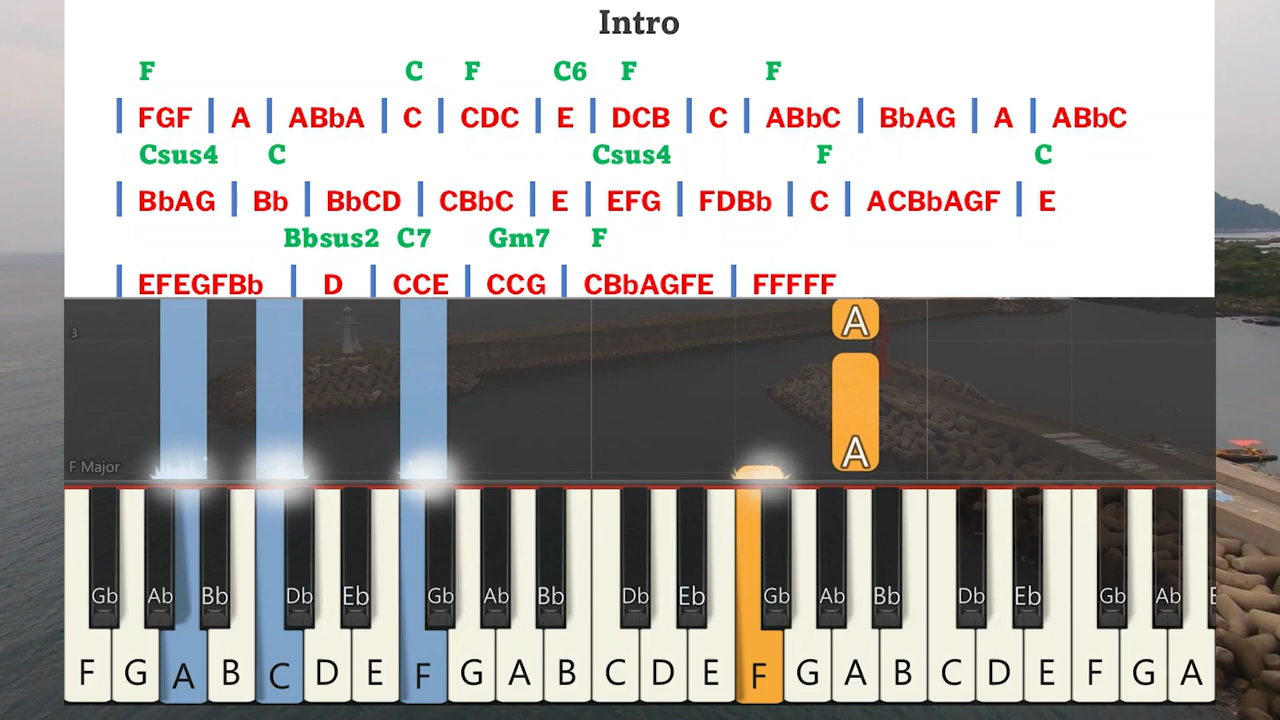 Intro
F C F C6 F F
| FGF | A | ABbA | C | CDC | E | DCB | C | ABbC | BbAG | A | ABbC
Csus4 C Csus4 F C
| BbAG | Bb | BbCD | CBbC | E | EFG | FDBb | C | ACBbAGF | E
Bbsus2 C7 Gm7 F
| EFEGFBb | D | CCE | CCG | CBbAGFE | FFFFF
A
3
A
F Major
Gb Ab Bb Db Eb Gb Ab Bb Db Eb Gb Ab Bb Db Eb Gb Ab E
F G A B C D E F G A B C D E F G A B C D E F G A